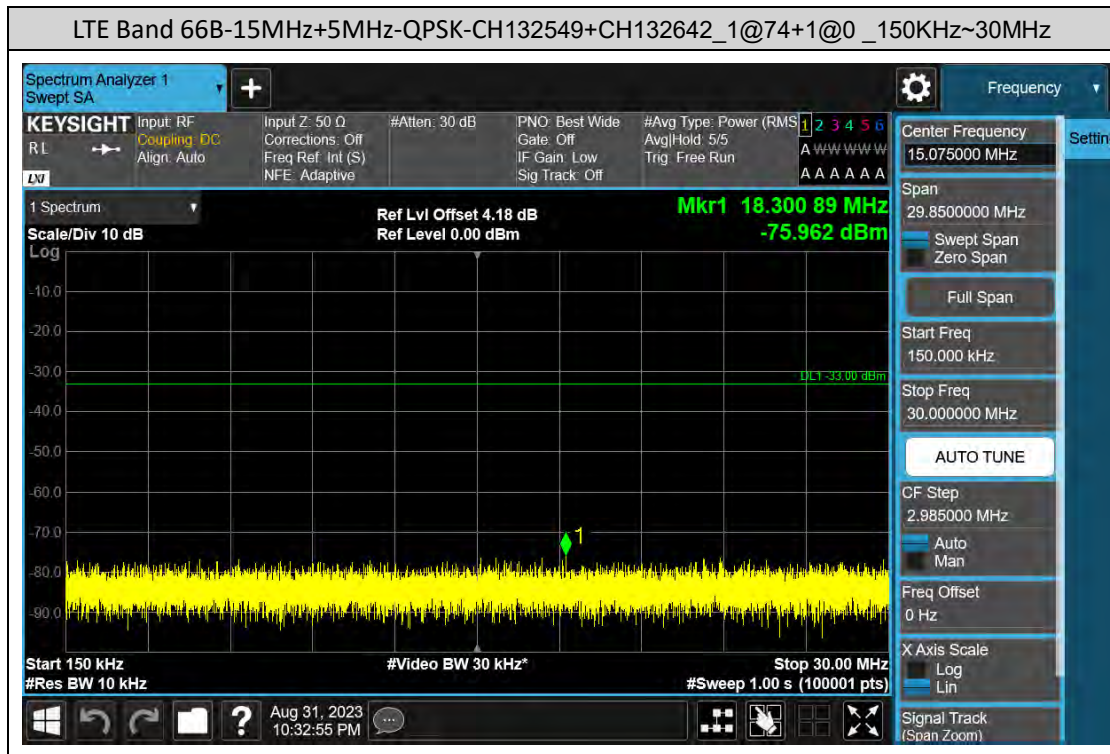 LTE Band 66B-15MHz+5MHz-QPSK-CH132549+CH132642_1@74+1@0 _150KHz~30MHz
Spectrum Analyzer 1
Swept SA
+
Frequency
KEYSIGHT
RL
LXI
Input: RF
Coupling: DC
Align: Auto
Input Z: 50 Ω
Corrections: Off
Freq Ref: Int (S)
NFE: Adaptive
#Atten: 30 dB
PNO: Best Wide
Gate: Off
IF Gain: Low
Sig Track: Off
#Avg Type: Power (RMS
Avg|Hold: 5/5
Trig: Free Run
1 2 3 4 5 6
A W W W W W
A A A A A A
Center Frequency
15.075000 MHz
Settin
1 Spectrum
Scale/Div 10 dB
Log
Ref Lvl Offset 4.18 dB
Ref Level 0.00 dBm
Mkr1 18.300 89 MHz
-75.962 dBm
-10.0
-20.0
-30.0
-40.0
-50.0
-60.0
-70.0
-80.0
-90.0
DL1 -33.00 dBm
1
Start 150 kHz
#Res BW 10 kHz
#Video BW 30 kHz*
Stop 30.00 MHz
#Sweep 1.00 s (100001 pts)
Span
29.8500000 MHz
Swept Span
Zero Span
Full Span
Start Freq
150.000 kHz
Stop Freq
30.000000 MHz
AUTO TUNE
CF Step
2.985000 MHz
Auto
Man
Freq Offset
0 Hz
X Axis Scale
Log
Lin
Signal Track
(Span Zoom)
?
Aug 31, 2023
10:32:55 PM